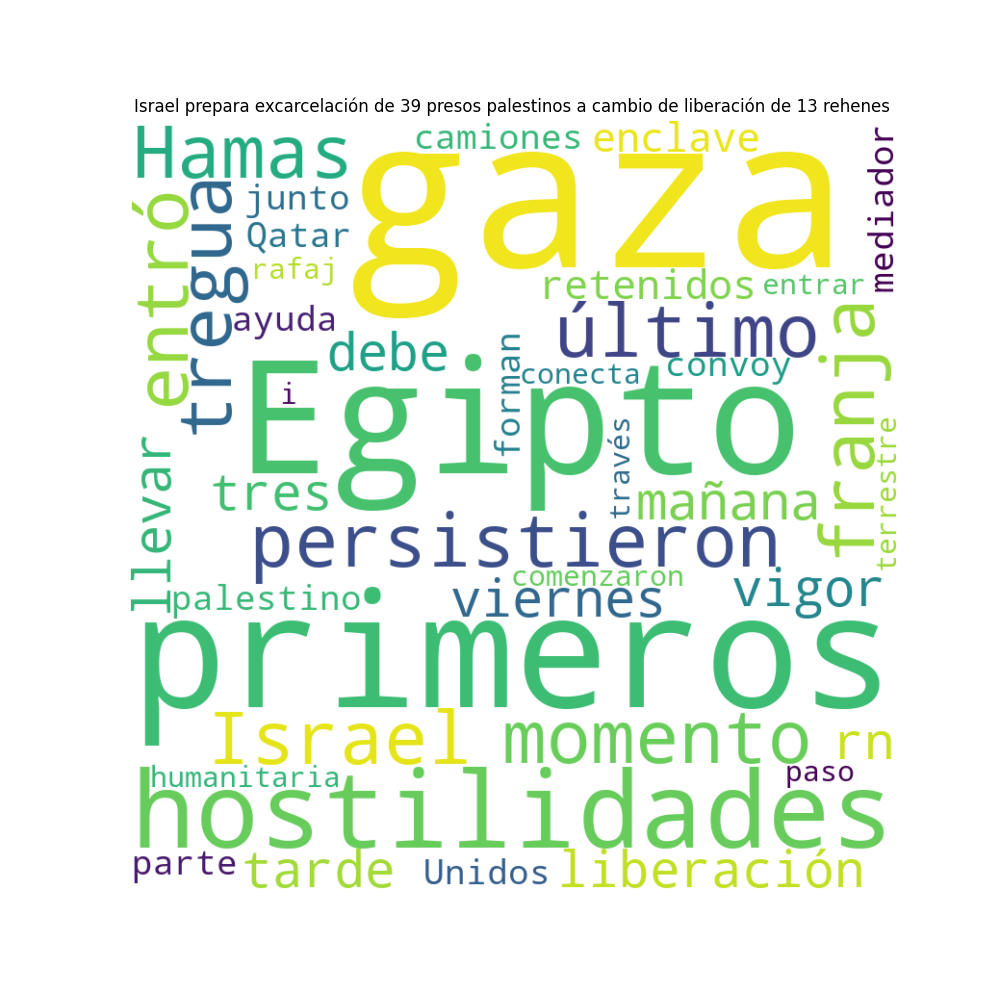 Israel prepara excarcelación de 39 presos palestinos a cambio de liberación de 13 rehenes
Hamas
gaza
camiones
enclave
mediador
entró
tregua
junto
Qatar
rafaj
ayuda
retenidos
entrar
último
franja
debe
Egipto
i
forman
conecta
convoy
través
terrestre
llevar
tres
mañana
persistieron
comenzaron
viernes
vigor
palestino
primeros
Israel
momento
rn
humanitaria
paso
hostilidades
parte
tarde
Unidos
liberación